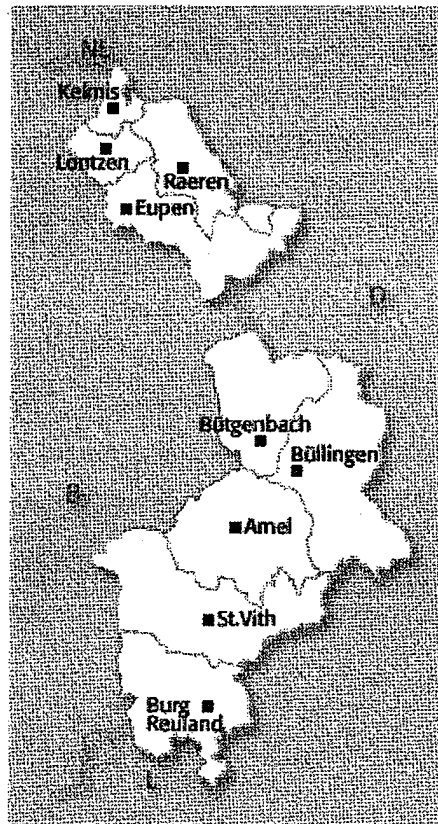 NL
Kelmis
Lontzen
Raeren
Eupen
D
Bütgenbach
Büllingen
B
Amel
St.Vith
Burg
Reuland
L